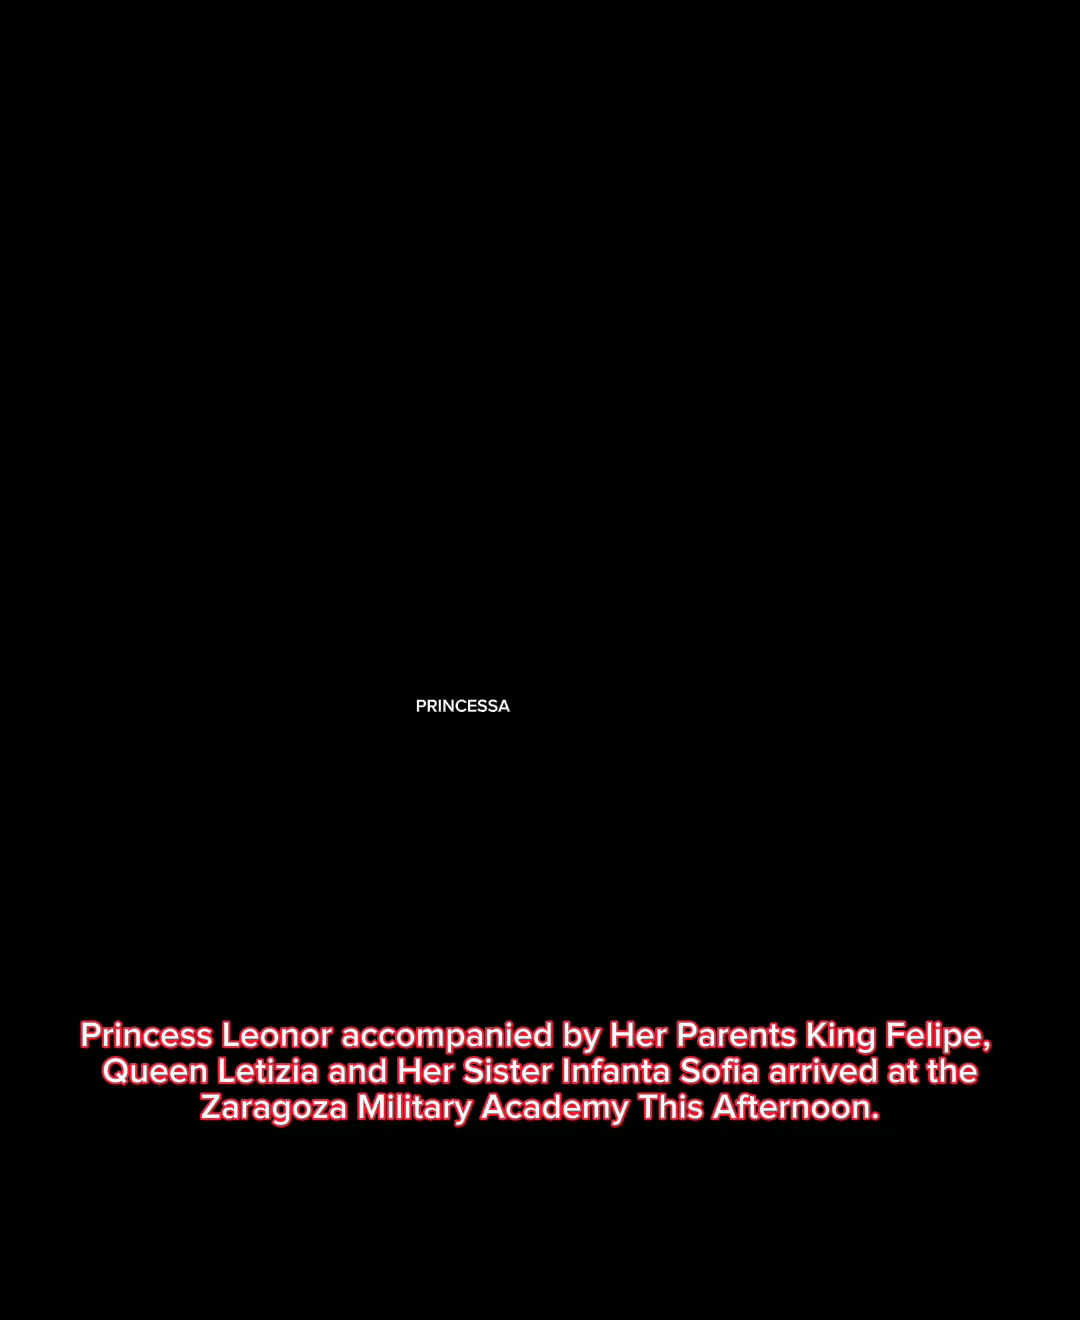 PRINCESSA
Princess Leonor accompanied by Her Parents King Felipe,
Queen Letizia and Her Sister Infanta Sofia arrived at the
Zaragoza Military Academy This Afternoon.